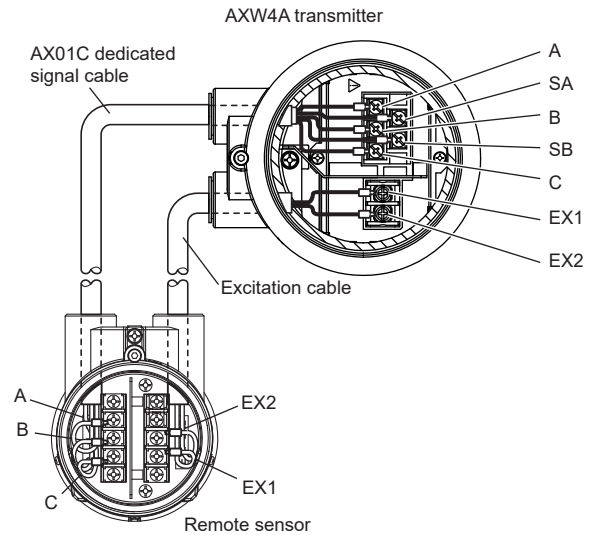 AXW4A transmitter
AX01C dedicated
signal cable
A
SA
B
SB
C
EX1
EX2
Excitation cable
A
B
C
EX2
EX1
Remote sensor